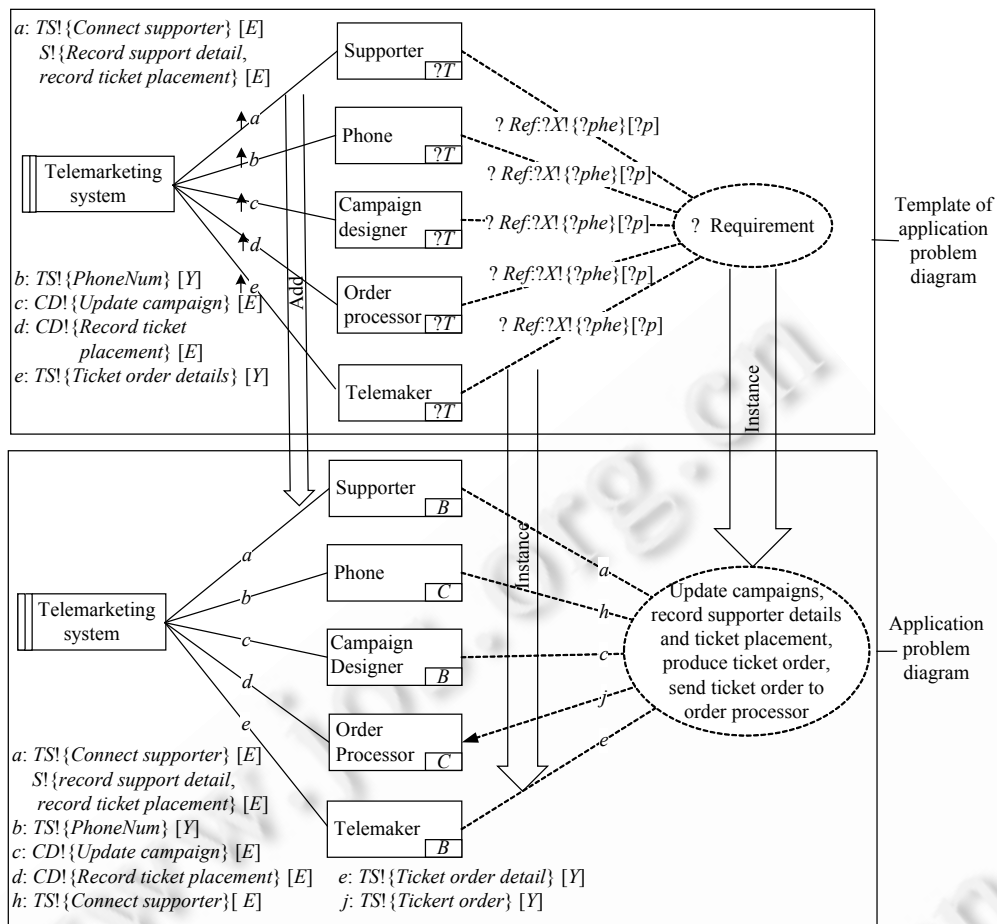 a: TS!{Connect supporter} [E]
S!{Record support detail,
record ticket placement} [E]
Supporter
?T
Phone
?T
Campaign
designer
?T
Order
processor
?T
Telemaker
?T
Telemarketing
system
a
b
c
d
e
? Ref:?X!{?phe}[?p]
? Ref:?X!{?phe}[?p]
? Ref:?X!{?phe}[?p]
? Ref:?X!{?phe}[?p]
? Ref:?X!{?phe}[?p]
? Requirement
Template of
application
problem
diagram
b: TS!{PhoneNum} [Y]
c: CD!{Update campaign} [E]
d: CD!{Record ticket
placement} [E]
e: TS!{Ticket order details} [Y]
Add
Instance
Instance
Supporter
B
Phone
C
Campaign
Designer
B
Order
Processor
C
Telemaker
B
Telemarketing
system
a
b
c
d
e
a
h
c
j
e
Update campaigns,
record supporter details
and ticket placement,
produce ticket order,
send ticket order to
order processor
Application
problem
diagram
a: TS!{Connect supporter} [E]
S!{record support detail,
record ticket placement} [E]
b: TS!{PhoneNum} [Y]
c: CD!{Update campaign} [E]
d: CD!{Record ticket placement} [E]
e: TS!{Ticket order detail} [Y]
h: TS!{Connect supporter}[ E]
j: TS!{Tickert order} [Y]
www.jos.org.cn